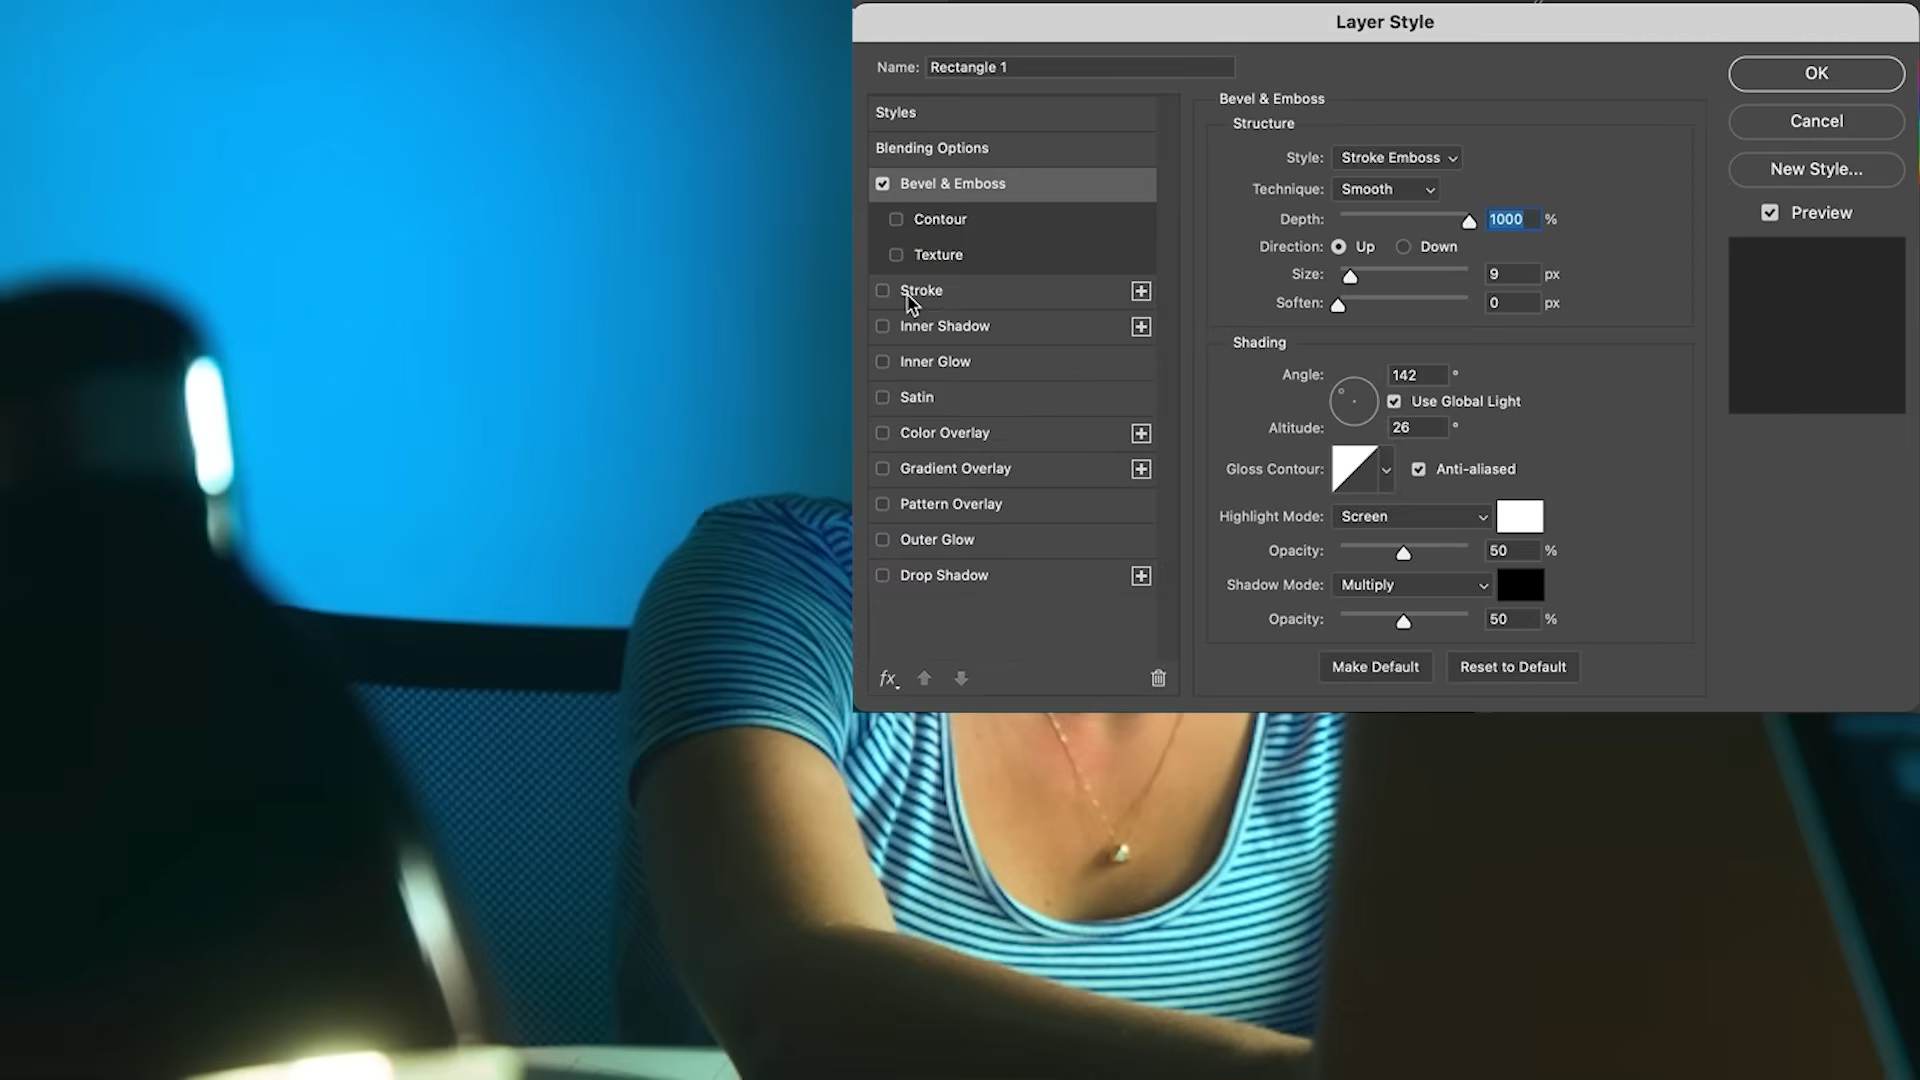 Layer Style
Name: Rectangle 1
OK
Cancel
New Style...
Preview
Styles
Blending Options
Bevel & Emboss
Contour
Texture
Stroke
Inner Shadow
Inner Glow
Satin
Color Overlay
Gradient Overlay
Pattern Overlay
Outer Glow
Drop Shadow
fx
Bevel & Emboss
Structure
Style: Stroke Emboss
Technique: Smooth
Depth: 1000 %
Direction: Up Down
Size: 9 px
Soften: 0 px
Shading
Angle: 142 °
Use Global Light
Altitude: 26 °
Gloss Contour: Anti-aliased
Highlight Mode: Screen
Opacity: 50 %
Shadow Mode: Multiply
Opacity: 50 %
Make Default Reset to Default